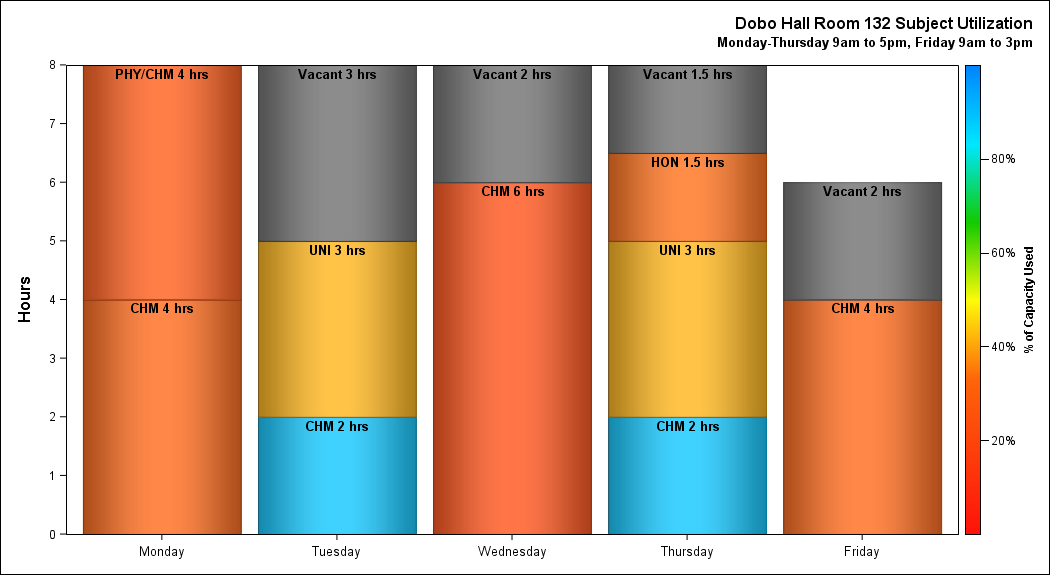 Dobo Hall Room 132 Subject Utilization
Monday-Thursday 9am to 5pm, Friday 9am to 3pm
Hours
8
7
6
5
4
3
2
1
0
PHY/CHM 4 hrs
CHM 4 hrs
Vacant 3 hrs
UNI 3 hrs
CHM 2 hrs
Vacant 2 hrs
CHM 6 hrs
Vacant 1.5 hrs
HON 1.5 hrs
UNI 3 hrs
CHM 2 hrs
Vacant 2 hrs
CHM 4 hrs
Monday
Tuesday
Wednesday
Thursday
Friday
80%
60%
40%
20%
% of Capacity Used